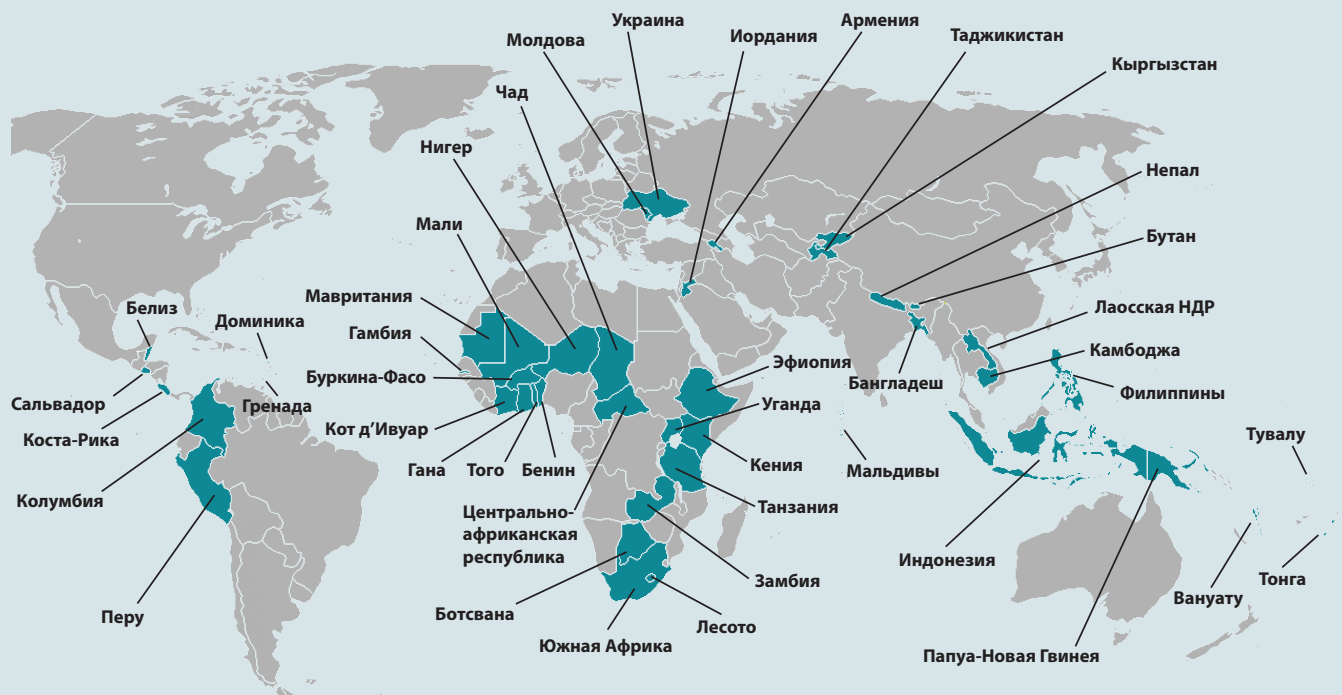 Украина
Армения
Молдова
Иордания
Таджикистан
Кыргызстан
Чад
Нигер
Непал
Мали
Бутан
Мавритания
Белиз
Доминика
Гамбия
Лаосская НДР
Камбоджа
Эфиопия
Буркина-Фасо
Бангладеш
Филиппины
Сальвадор
Гренада
Уганда
Кот д’Ивуар
Коста-Рика
Тувалу
Гана
Того
Бенин
Кения
Мальдивы
Колумбия
Танзания
Центрально-
африканская
республика
Индонезия
Замбия
Тонга
Вануату
Перу
Ботсвана
Лесото
Южная Африка
Папуа-Новая Гвинея